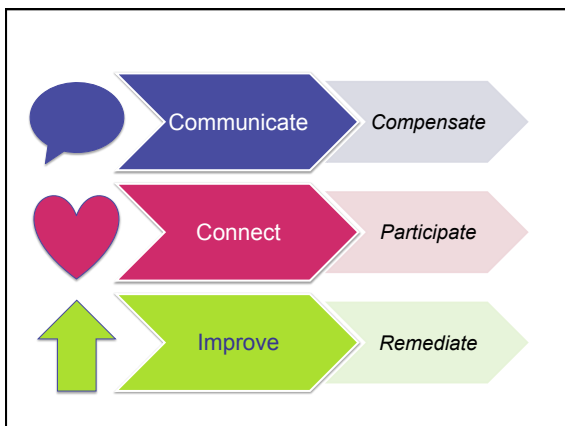 Communicate
Compensate
Connect
Participate
Improve
Remediate